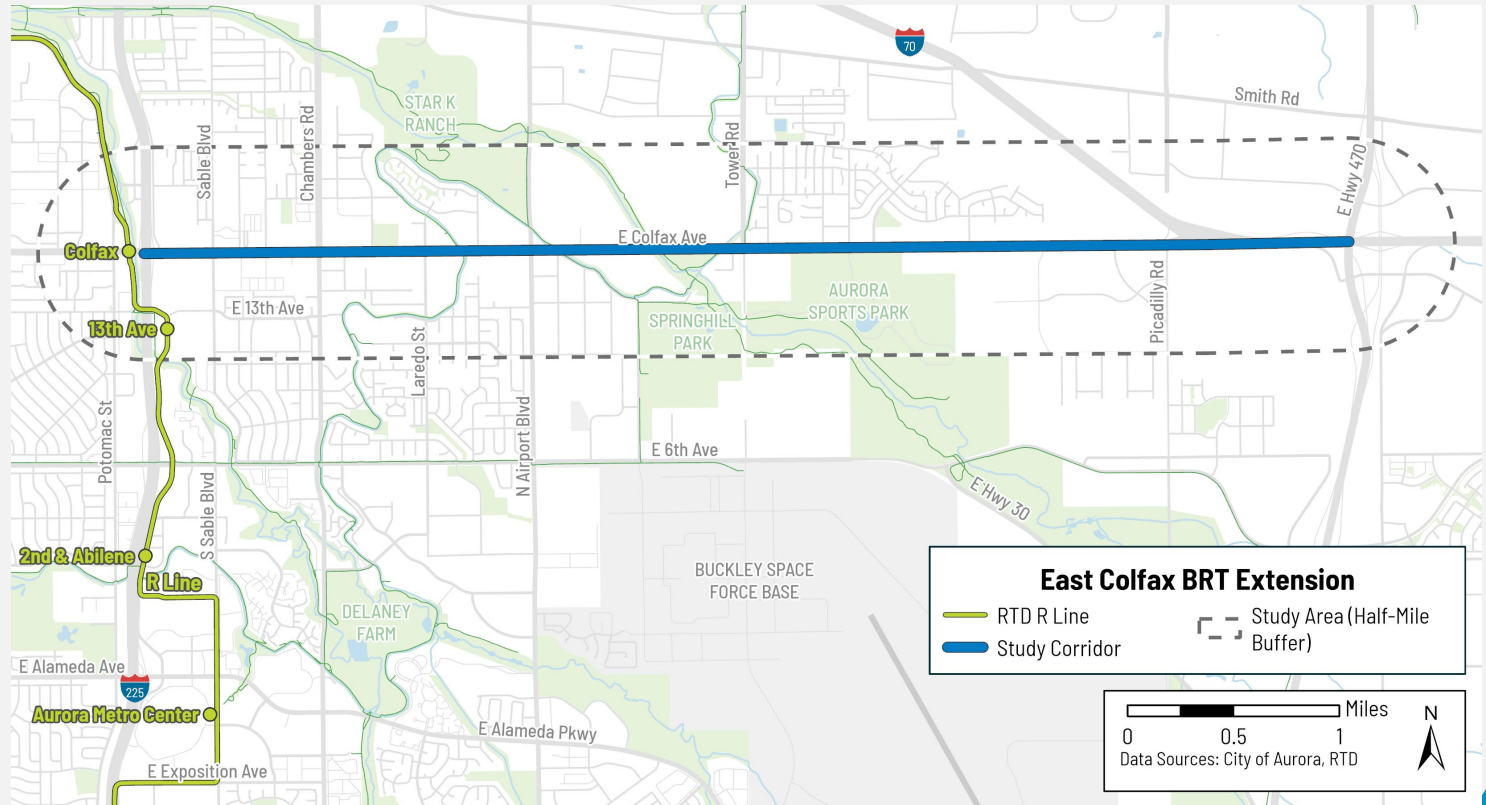 70
Smith Rd
STAR K
RANCH
Sable Blvd
Chambers Rd
Tower Rd
E Hwy 470
E Colfax Ave
Colfax
E 13th Ave
13th Ave
SPRINGHILL
PARK
AURORA
SPORTS PARK
Picadilly Rd
Laredo St
Potomac St
N Airport Blvd
E 6th Ave
S Sable Blvd
E Hwy 30
2nd & Abilene
R Line
BUCKLEY SPACE
FORCE BASE
DELANEY
FARM
E Alameda Ave
225
Aurora Metro Center
E Alameda Pkwy
E Exposition Ave
East Colfax BRT Extension
RTD R Line
Study Corridor
Study Area (Half-Mile
Buffer)
Miles
0 0.5 1
N
Data Sources: City of Aurora, RTD